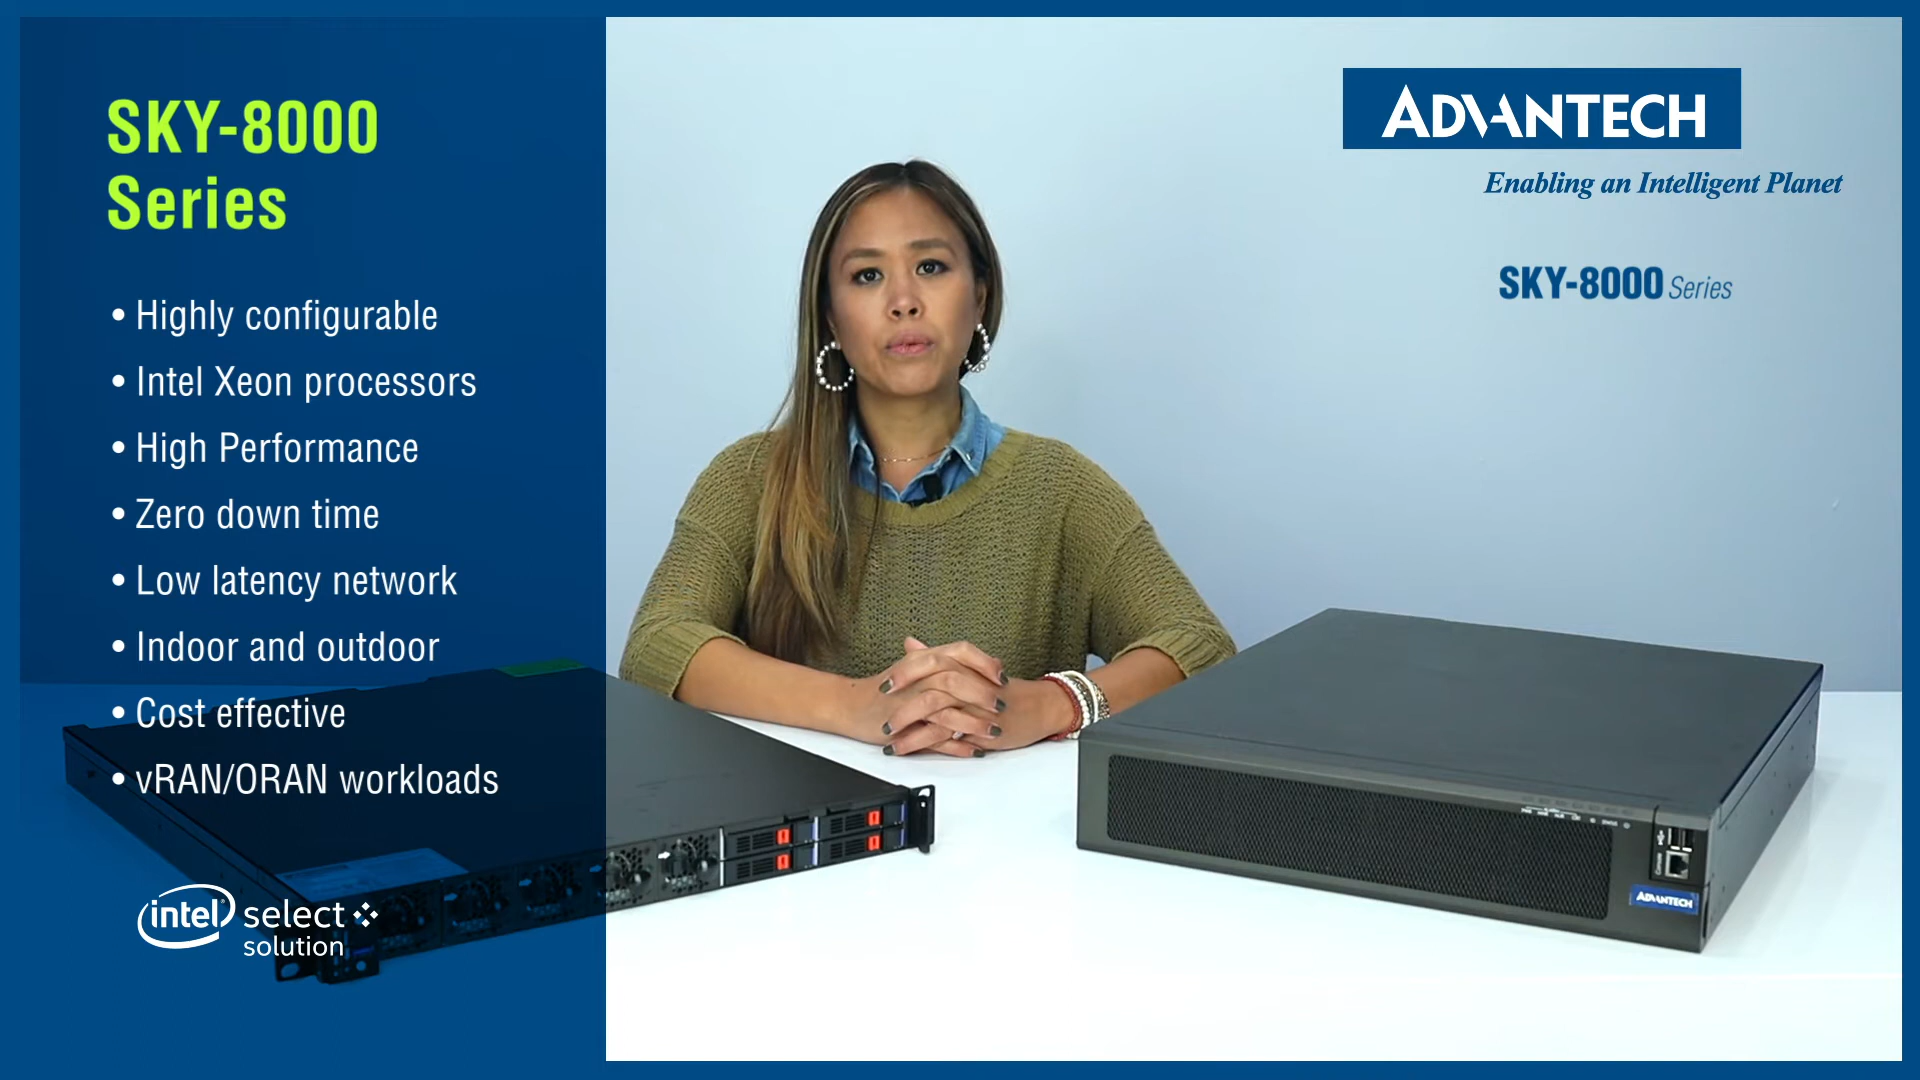 SKY-8000
Series
• Highly configurable
• Intel Xeon processors
• High Performance
• Zero down time
• Low latency network
• Indoor and outdoor
• Cost effective
• vRAN/ORAN workloads
intel select
solution
ADVANTECH
Enabling an Intelligent Planet
SKY-8000 Series
Console
ADVANTECH